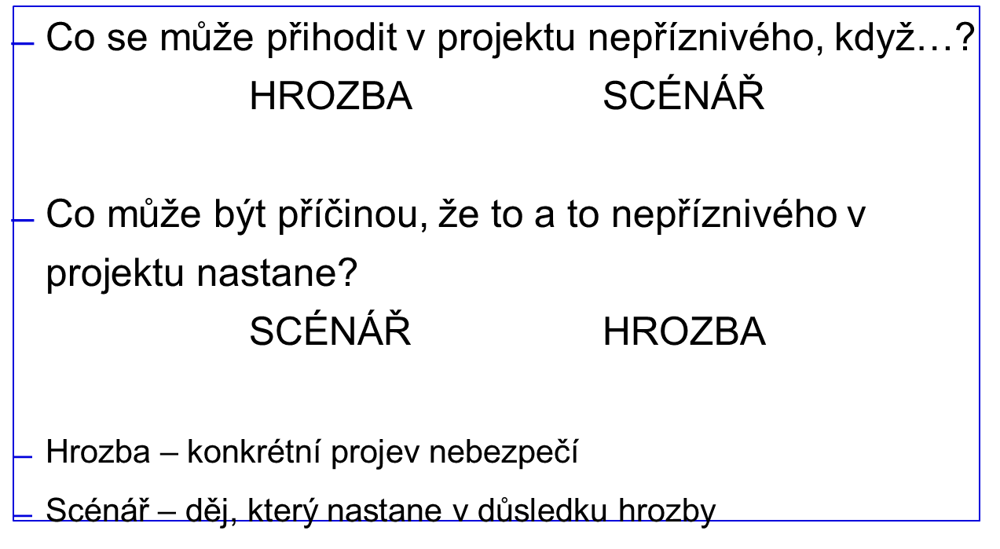 – Co se může přihodit v projektu nepříznivého, když…?
HROZBA SCÉNÁŘ
– Co může být příčinou, že to a to nepříznivého v
projektu nastane?
SCÉNÁŘ HROZBA
– Hrozba – konkrétní projev nebezpečí
– Scénář – děj, který nastane v důsledku hrozby